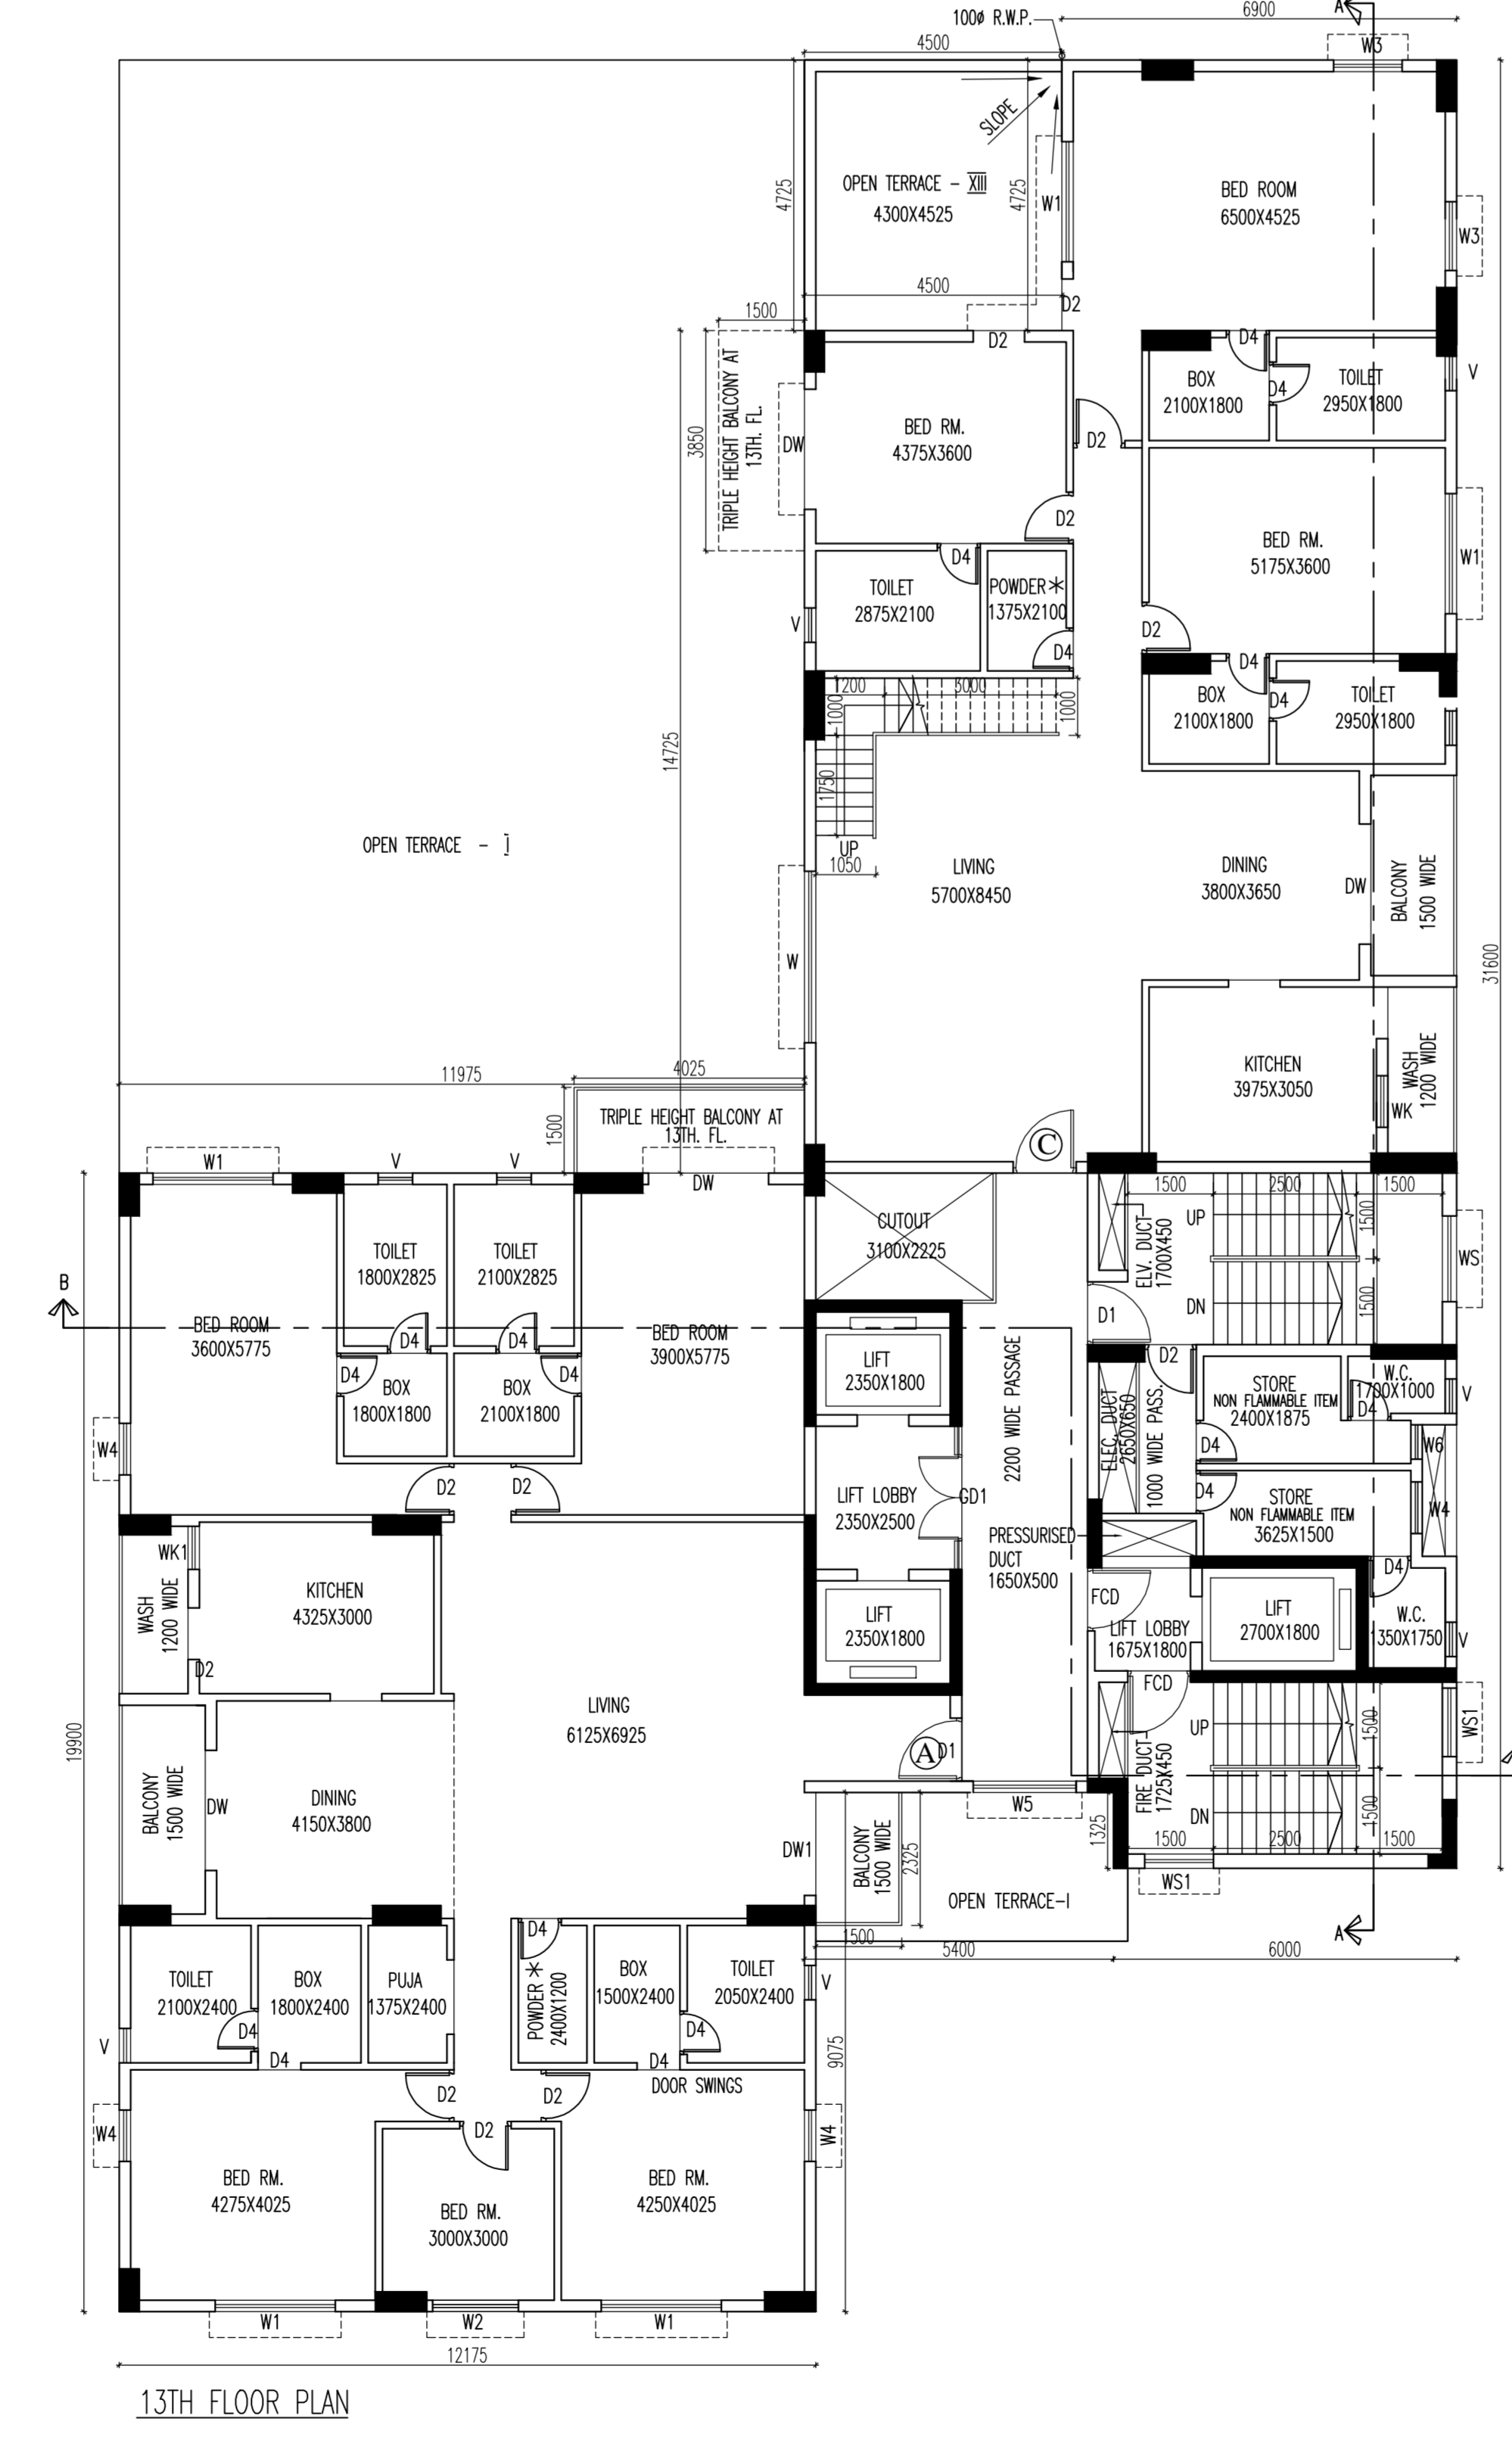 A
6900
100ø R.W.P.
4500
W3
SLOPE
OPEN TERRACE - XIII
4300X4525
4725
4725
W1
BED ROOM
6500X4525
W3
4500
1500
D2
D2
TRIPLE HEIGHT BALCONY AT
13TH. FL.
3850
DW
BED RM.
4375X3600
D2
D4
BOX
2100X1800
D4
TOILET
2950X1800
V
D2
D4
BED RM.
5175X3600
W1
TOILET
2875X2100
POWDER*
1375X2100
V
D4
D2
D4
1200
3000
1000
1000
BOX
2100X1800
D4
TOILET
2950X1800
14725
1750
UP
1050
OPEN TERRACE - I
LIVING
5700X8450
DINING
3800X3650
DW
BALCONY
1500 WIDE
W
31600
KITCHEN
3975X3050
WASH
1200 WIDE
WK
11975
4025
1500
TRIPLE HEIGHT BALCONY AT
13TH. FL.
C
W1
V
V
DW
CUTOUT
3100X2225
ELV. DUCT
1700X450
1500
2500
1500
UP
1500
WS
DN
1500
D1
TOILET
1800X2825
TOILET
2100X2825
B
BED ROOM
3600X5775
D4
D4
BED ROOM
3900X5775
D4
BOX
1800X1800
BOX
2100X1800
D4
LIFT
2350X1800
2200 WIDE PASSAGE
D2
ELEC. DUCT
2650X650
1000 WIDE PASS.
STORE
NON FLAMMABLE ITEM
2400X1875
W.C.
1700X1000
D4
V
D4
W6
W4
D2
D2
LIFT LOBBY
2350X2500
GD1
D4
STORE
NON FLAMMABLE ITEM
3625X1500
W4
PRESSURISED
DUCT
1650X500
WK1
KITCHEN
4325X3000
WASH
1200 WIDE
D2
LIFT
2350X1800
FCD
LIFT LOBBY
1675X1800
LIFT
2700X1800
D4
W.C.
1350X1750
V
FCD
LIVING
6125X6925
19900
A
D1
UP
FIRE DUCT
1725X450
DN
1500
1500
WS1
1500
2500
1500
BALCONY
1500 WIDE
DW
DINING
4150X3800
W5
DW1
BALCONY
1500 WIDE
2325
1325
WS1
OPEN TERRACE-I
A
1500
5400
6000
D4
TOILET
2100X2400
BOX
1800X2400
PUJA
1375X2400
POWDER *
2400X1200
BOX
1500X2400
TOILET
2050X2400
V
V
D4
D4
D4
D4
DOOR SWINGS
9075
D2
D2
D2
W4
W4
BED RM.
4275X4025
BED RM.
3000X3000
BED RM.
4250X4025
W1
W2
W1
12175
13TH FLOOR PLAN